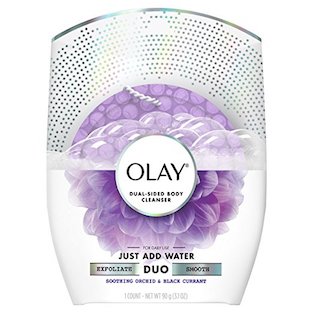 OLAY®
DUAL-SIDED BODY
CLEANSER
FOR DAILY USE
JUST ADD WATER
EXFOLIATE DUO SMOOTH
SOOTHING ORCHID & BLACK CURRANT
1 COUNT • NET WT 90 g (3.1 OZ)